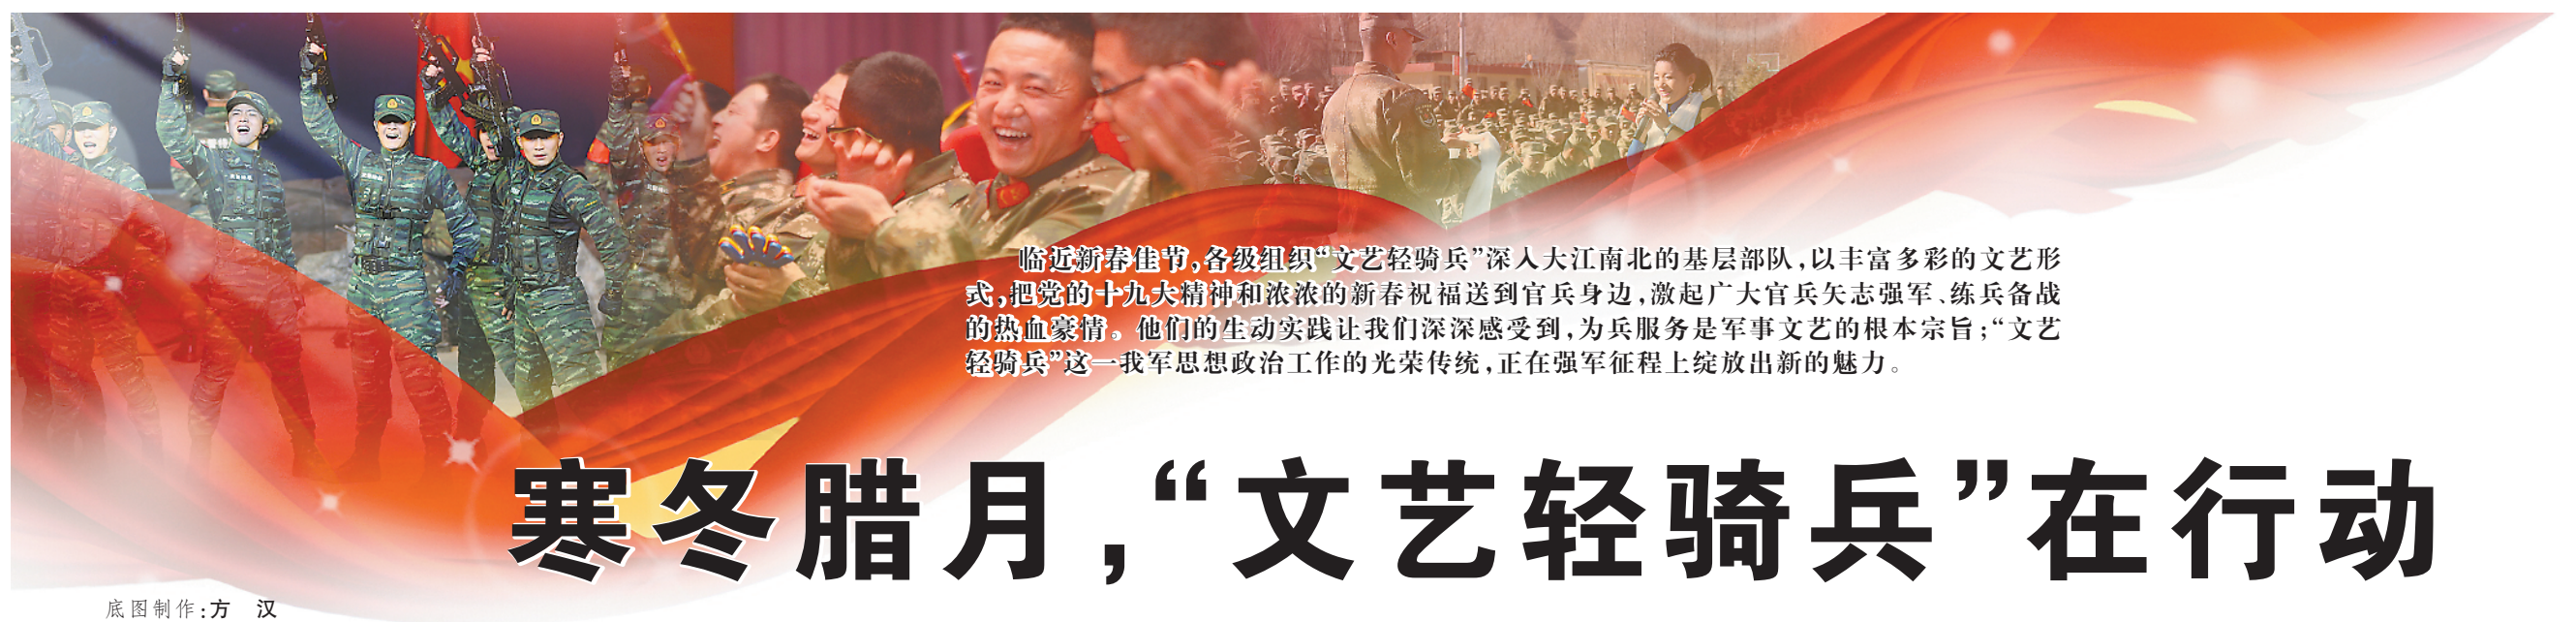 临近新春佳节，各级组织“文艺轻骑兵”深入大江南北的基层部队，以丰富多彩的文艺形
式，把党的十九大精神和浓浓的新春祝福送到官兵身边，激起广大官兵矢志强军、练兵备战
的热血豪情。他们的生动实践让我们深深感受到，为兵服务是军事文艺的根本宗旨；“文艺
轻骑兵”这一我军思想政治工作的光荣传统，正在强军征程上绽放出新的魅力。
寒冬腊月，“文艺轻骑兵”在行动
底图制作：方　汉